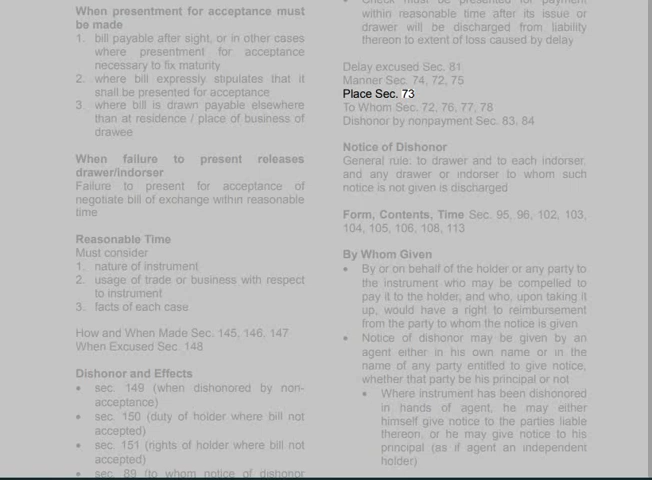 When presentment for acceptance must
be made
1. bill payable after sight, or in other cases
where presentment for acceptance
necessary to fix maturity
2. where bill expressly stipulates that it
shall be presented for acceptance
3. where bill is drawn payable elsewhere
than at residence / place of business of
drawee
When failure to present releases
drawer/indorser
Failure to present for acceptance of
negotiate bill of exchange within reasonable
time
Reasonable Time
Must consider
1. nature of instrument
2. usage of trade or business with respect
to instrument
3. facts of each case
How and When Made Sec. 145, 146, 147
When Excused Sec. 148
Dishonor and Effects
• sec. 149 (when dishonored by non-
acceptance)
• sec. 150 (duty of holder where bill not
accepted)
• sec. 151 (rights of holder where bill not
accepted)
• sec. 89 (to whom notice of dishonor
• Check must be presented for payment
within reasonable time after its issue or
drawer will be discharged from liability
thereon to extent of loss caused by delay
Delay excused Sec. 81
Manner Sec. 74, 72, 75
Place Sec. 73
To Whom Sec. 72, 76, 77, 78
Dishonor by nonpayment Sec. 83, 84
Notice of Dishonor
General rule: to drawer and to each indorser,
and any drawer or indorser to whom such
notice is not given is discharged
Form, Contents, Time Sec. 95, 96, 102, 103,
104, 105, 106, 108, 113
By Whom Given
• By or on behalf of the holder or any party to
the instrument who may be compelled to
pay it to the holder, and who, upon taking it
up, would have a right to reimbursement
from the party to whom the notice is given
• Notice of dishonor may be given by an
agent either in his own name or in the
name of any party entitled to give notice,
whether that party be his principal or not
• Where instrument has been dishonored
in hands of agent, he may either
himself give notice to the parties liable
thereon, or he may give notice to his
principal (as if agent an independent
holder)